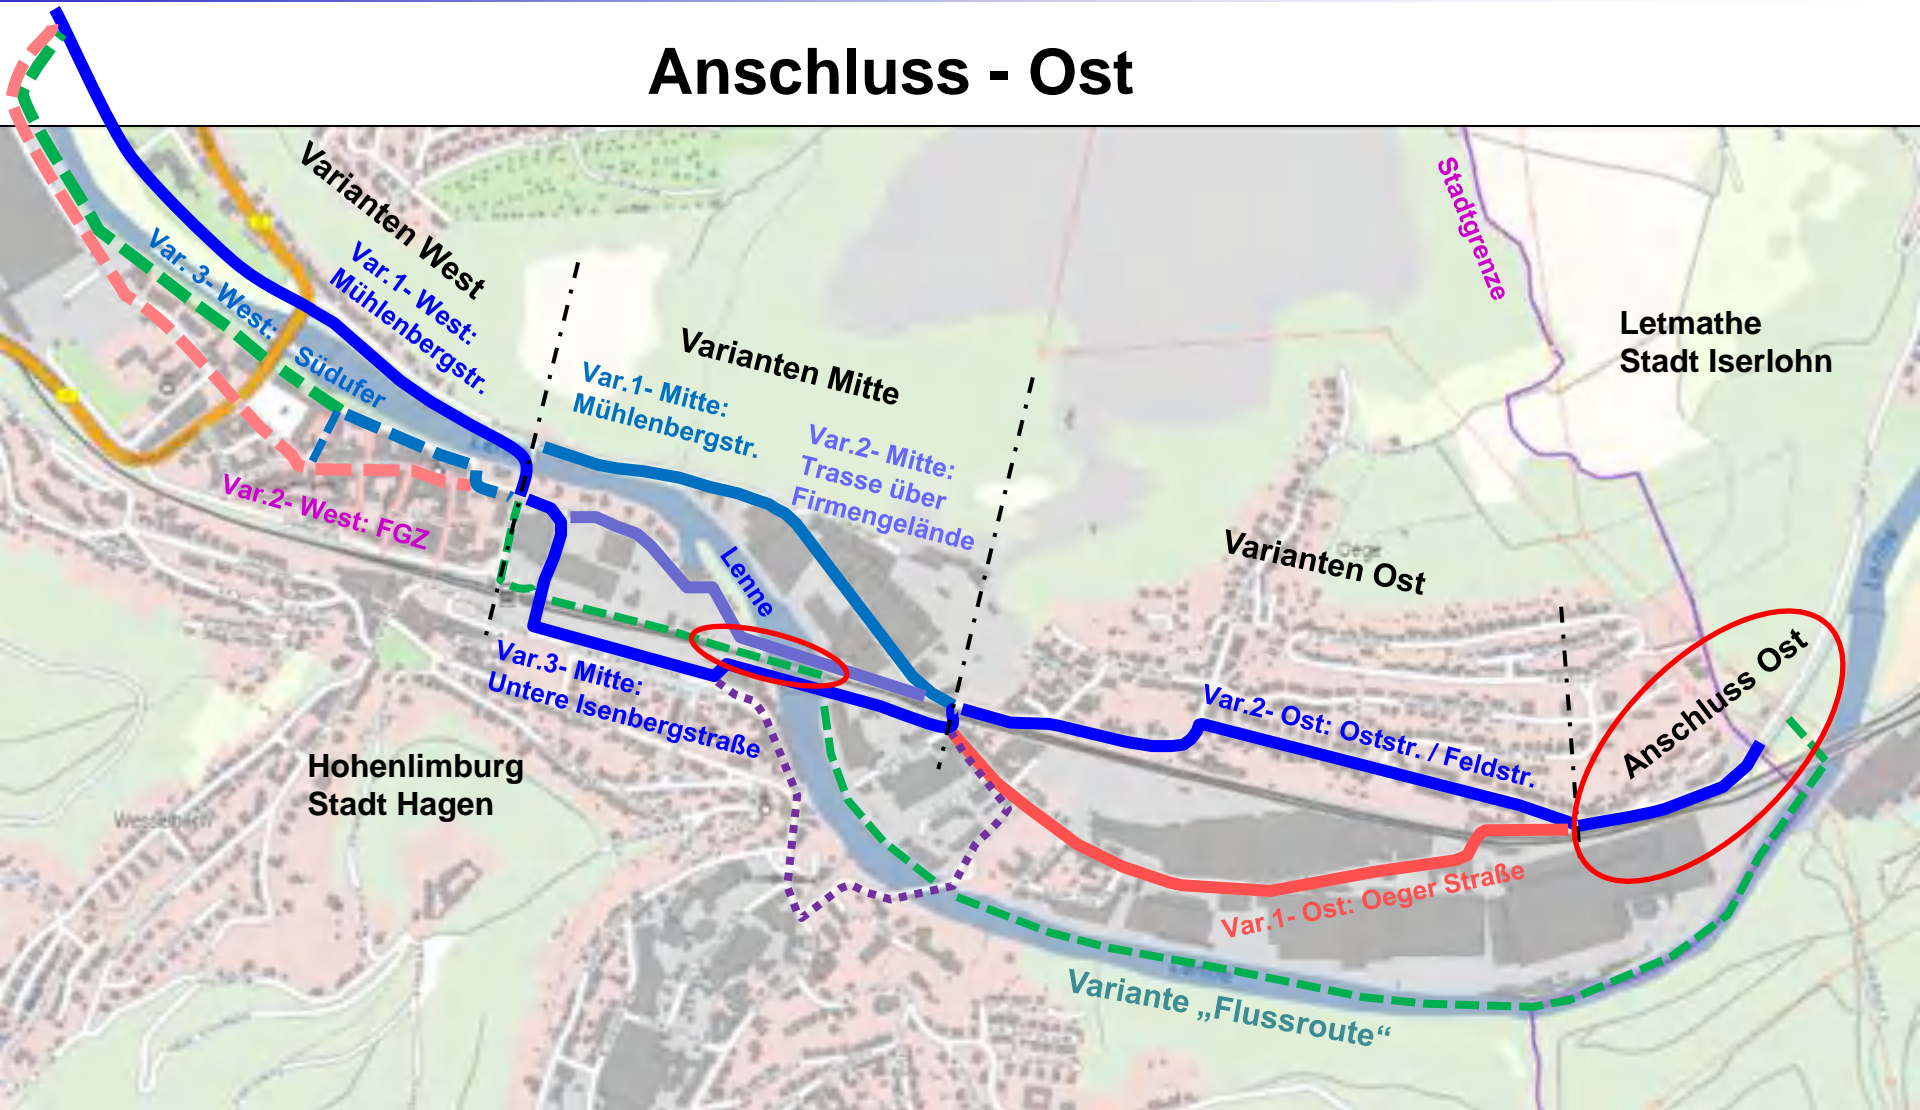 Anschluss - Ost
Varianten West
Var.1- West:
Mühlenbergstr.
Var. 3- West:
Südufer
Var.2- West: FGZ
Varianten Mitte
Var.1- Mitte:
Mühlenbergstr.
Var.2- Mitte:
Trasse über
Firmengelände
Lenne
Var.3- Mitte:
Untere Isenbergstraße
Hohenlimburg
Stadt Hagen
Wesselbach
Stadtgrenze
Letmathe
Stadt Iserlohn
Oege
Varianten Ost
Var.2- Ost: Oststr. / Feldstr.
Anschluss Ost
Var.1- Ost: Oeger Straße
Variante „Flussroute“
Lenne